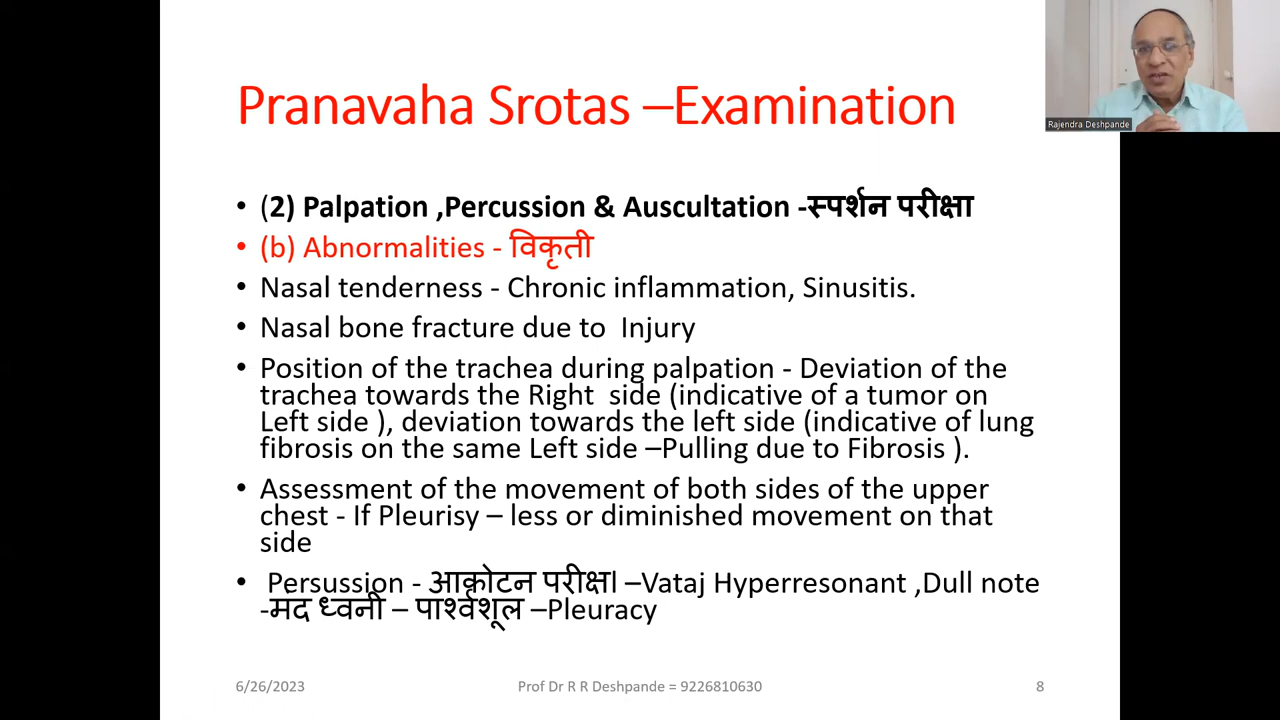 Pranavaha Srotas –Examination
Rajendra Deshpande
• (2) Palpation ,Percussion & Auscultation -स्पर्शन परीक्षा
• (b) Abnormalities - विकृती
• Nasal tenderness - Chronic inflammation, Sinusitis.
• Nasal bone fracture due to Injury
• Position of the trachea during palpation - Deviation of the
trachea towards the Right side (indicative of a tumor on
Left side ), deviation towards the left side (indicative of lung
fibrosis on the same Left side –Pulling due to Fibrosis ).
• Assessment of the movement of both sides of the upper
chest - If Pleurisy – less or diminished movement on that
side
• Persussion - आकोटन परीक्षा –Vataj Hyperresonant ,Dull note
-मंद ध्वनी – पार्श्वशूल –Pleuracy
6/26/2023
Prof Dr R R Deshpande = 9226810630
8